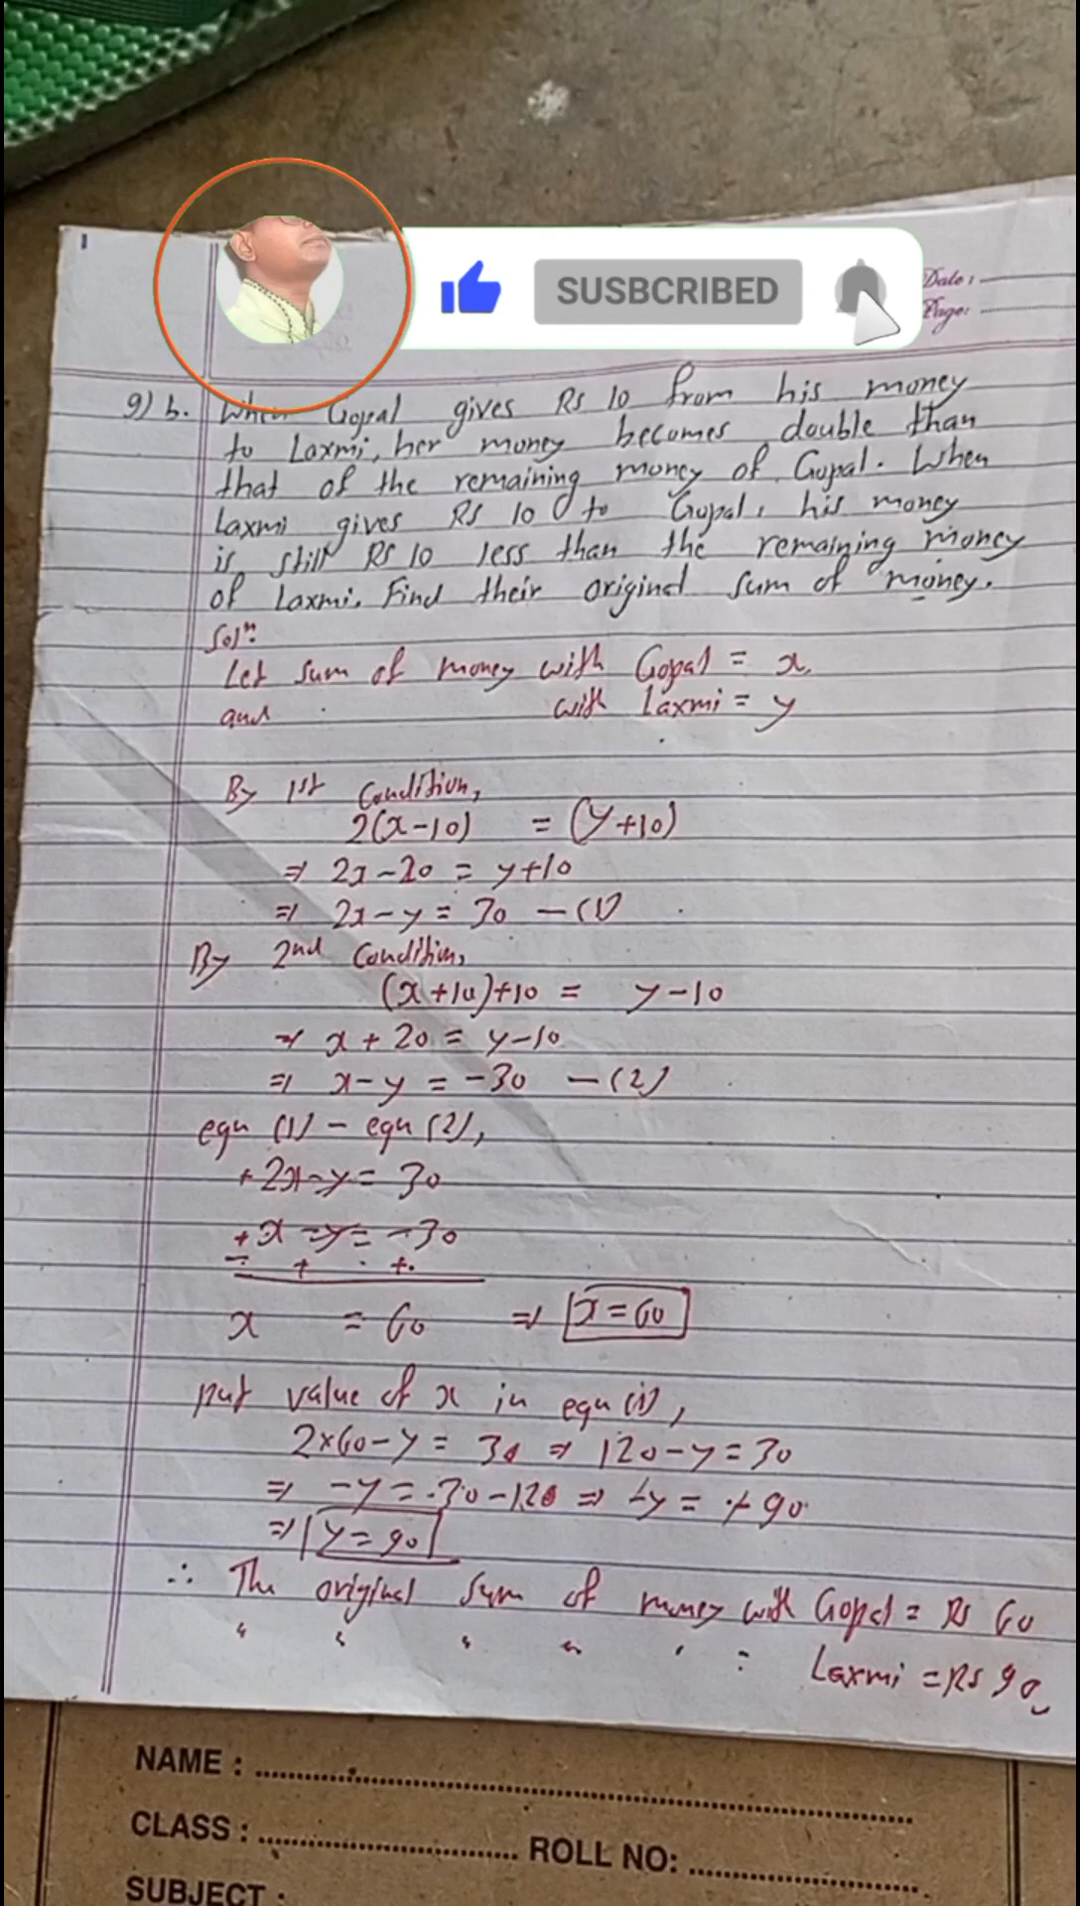 SUSBCRIBED
Date:
Page:
9) b. When Gopal gives Rs 10 from his money
to Laxmi, her money becomes double than
that of the remaining money of Gopal. When
Laxmi gives Rs 10 to Gopal, his money
is still Rs 10 less than the remaining money
of Laxmi. Find their original sum of money.
Solⁿ:
Let sum of money with Gopal = x
and with Laxmi = y
By 1st Condition,
2(x-10) = (y+10)
⇒ 2x-20 = y+10
⇒ 2x-y = 30 -(1)
By 2nd Condition,
(x+10)+10 = y-10
⇒ x+20 = y-10
⇒ x-y = -30 -(2)
eqn (1) - eqn (2),
+2x-y = 30
+x-y = -30
- + +
x = 60 ⇒ x=60
put value of x in eqn (1),
2×60-y = 30 ⇒ 120-y=30
⇒ -y = 30-120 ⇒ -y = -90
⇒ y=90
∴ The original sum of money with Gopal = Rs 60
" " " " " " Laxmi = Rs 90
NAME :
CLASS : ROLL NO:
SUBJECT :